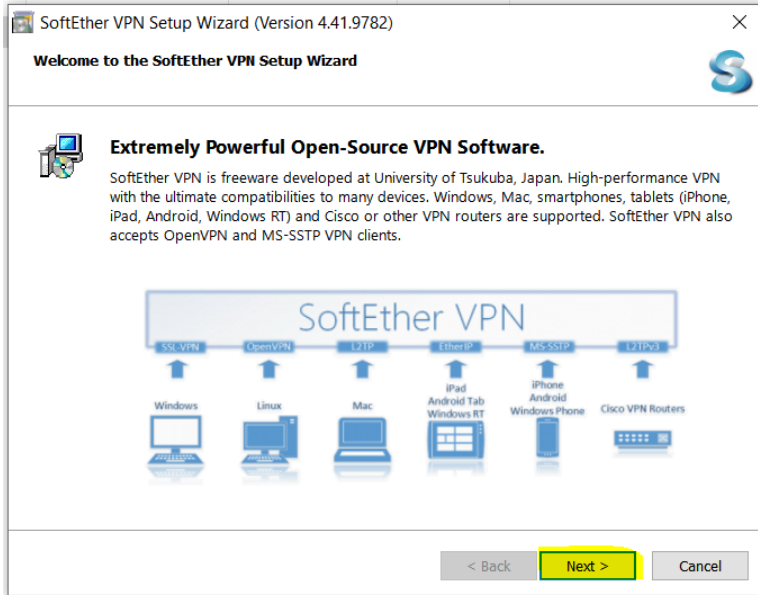 SoftEther VPN Setup Wizard (Version 4.41.9782)
Welcome to the SoftEther VPN Setup Wizard
Extremely Powerful Open-Source VPN Software.
SoftEther VPN is freeware developed at University of Tsukuba, Japan. High-performance VPN
with the ultimate compatibilities to many devices. Windows, Mac, smartphones, tablets (iPhone,
iPad, Android, Windows RT) and Cisco or other VPN routers are supported. SoftEther VPN also
accepts OpenVPN and MS-SSTP VPN clients.
SoftEther VPN
SSL-VPN OpenVPN L2TP EtherIP MS-SSTP L2TPv3
Windows
Linux
Mac
iPad
Android Tab
Windows RT
iPhone
Android
Windows Phone
Cisco VPN Routers
< Back Next > Cancel